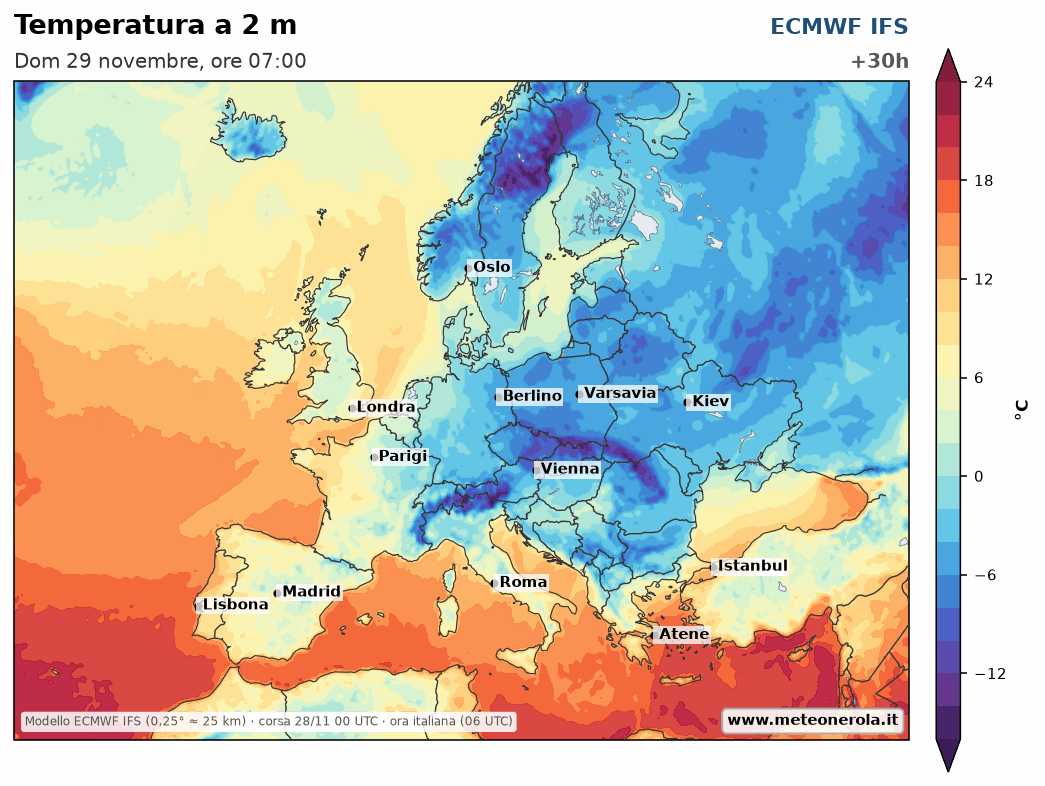 Temperatura a 2 m
ECMWF IFS
Dom 29 novembre, ore 07:00
+30h
24
18
12
6
0
−6
−12
°C
Oslo
Londra
Berlino
Varsavia
Kiev
Parigi
Vienna
Istanbul
Roma
Madrid
Lisbona
Atene
Modello ECMWF IFS (0,25° ≈ 25 km) · corsa 28/11 00 UTC · ora italiana (06 UTC)
www.meteonerola.it